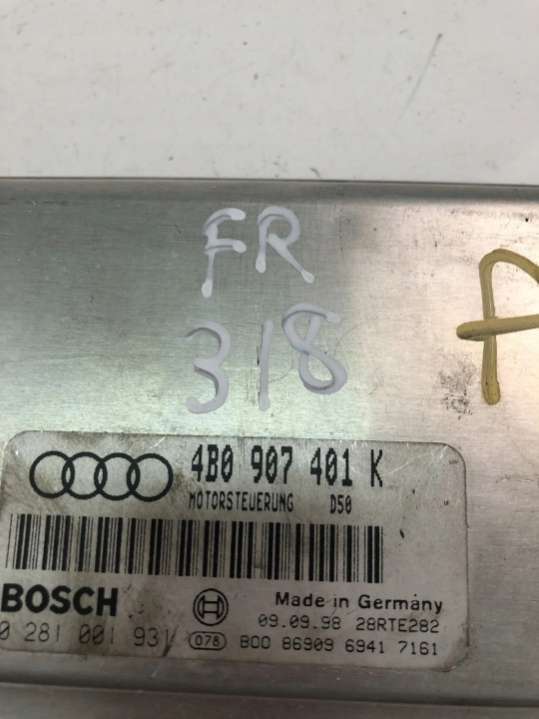 FR
318
A
4B0 907 401 K
MOTORSTEUERUNG D50
BOSCH Made in Germany
09.09.98 28RTE282
0 281 001 931 078 800 86909 6941 7161